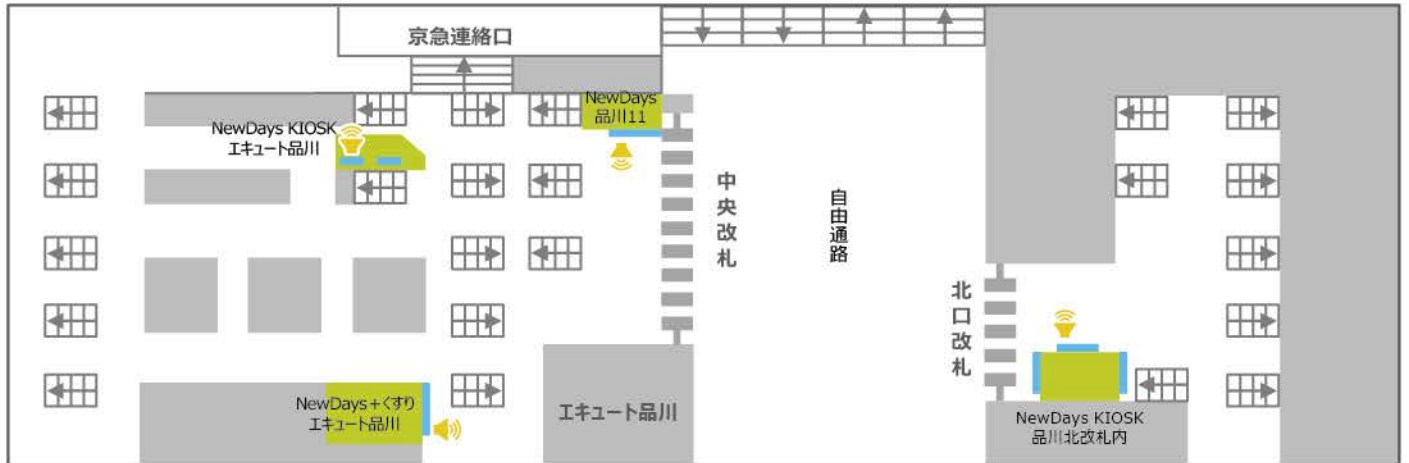 京急連絡口
NewDays
品川11
NewDays KIOSK
エキュート品川
中央改札
自由通路
北口改札
NewDays+くすり
エキュート品川
エキュート品川
NewDays KIOSK
品川北改札内